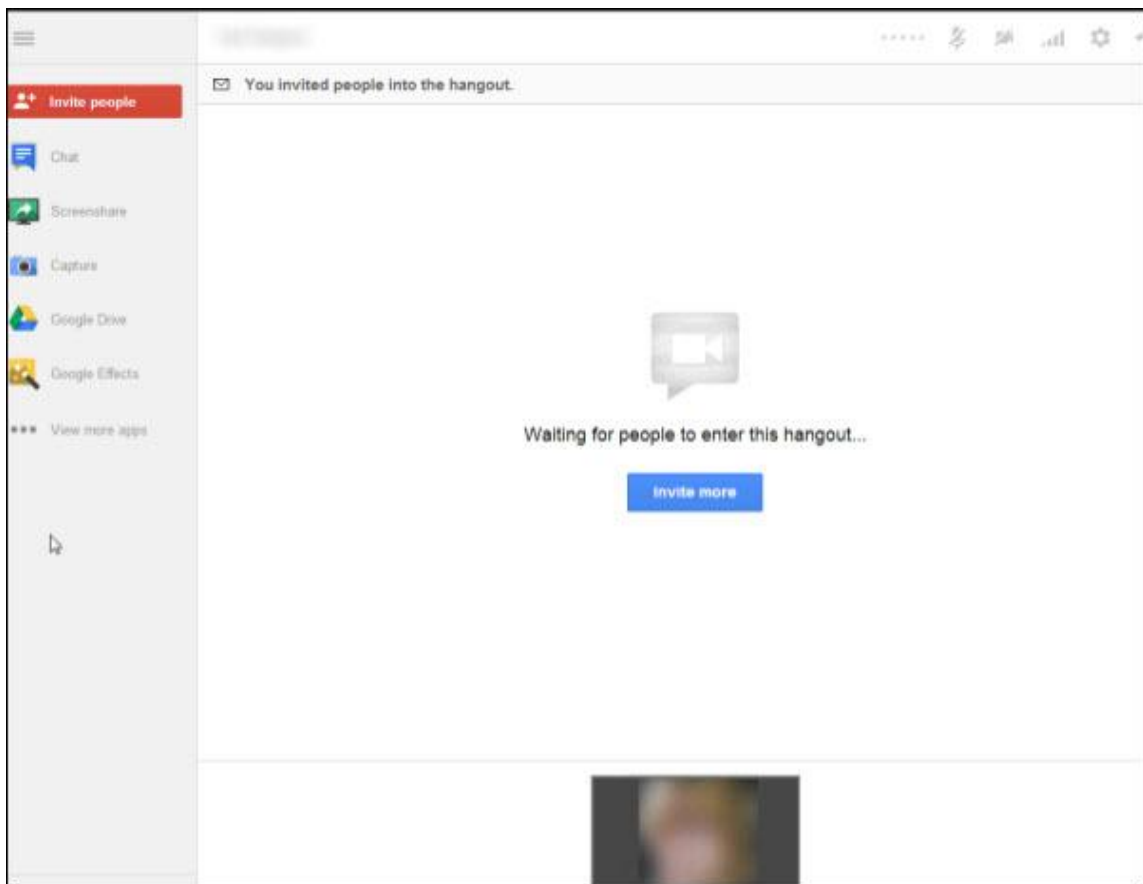 You invited people into the hangout.
Invite people
Chat
Screenshare
Capture
Google Drive
Google Effects
View more apps
Waiting for people to enter this hangout...
Invite more